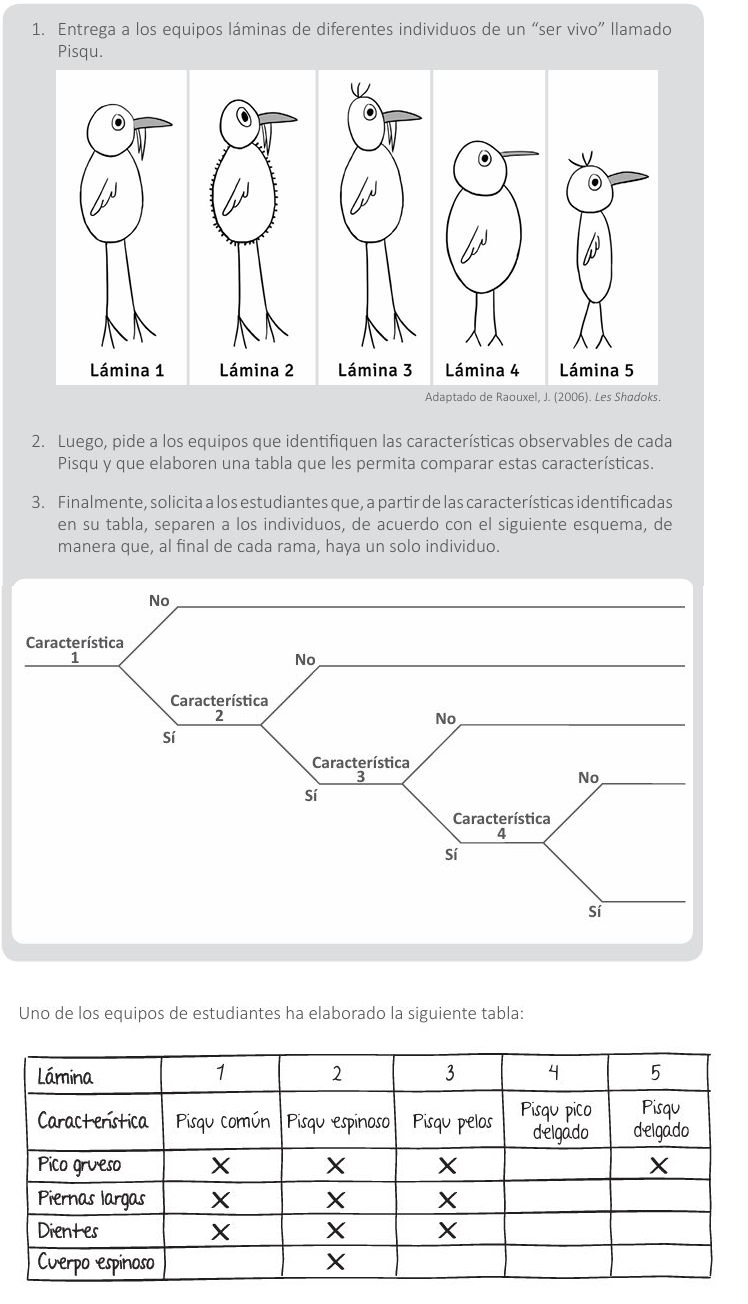 1. Entrega a los equipos láminas de diferentes individuos de un “ser vivo” llamado
Pisqu.
Lámina 1
Lámina 2
Lámina 3
Lámina 4
Lámina 5
Adaptado de Raouxel, J. (2006). Les Shadoks.
2. Luego, pide a los equipos que identifiquen las características observables de cada
Pisqu y que elaboren una tabla que les permita comparar estas características.
3. Finalmente, solicita a los estudiantes que, a partir de las características identificadas
en su tabla, separen a los individuos, de acuerdo con el siguiente esquema, de
manera que, al final de cada rama, haya un solo individuo.
No
Característica
1
No
Característica
2
Sí
No
Característica
3
Sí
No
Característica
4
Sí
Sí
Uno de los equipos de estudiantes ha elaborado la siguiente tabla:
Lámina 1 2 3 4 5
Característica Pisqu común Pisqu espinoso Pisqu pelos Pisqu pico delgado Pisqu delgado
Pico grueso X X X X
Piernas largas X X X
Dientes X X X
Cuerpo espinoso X